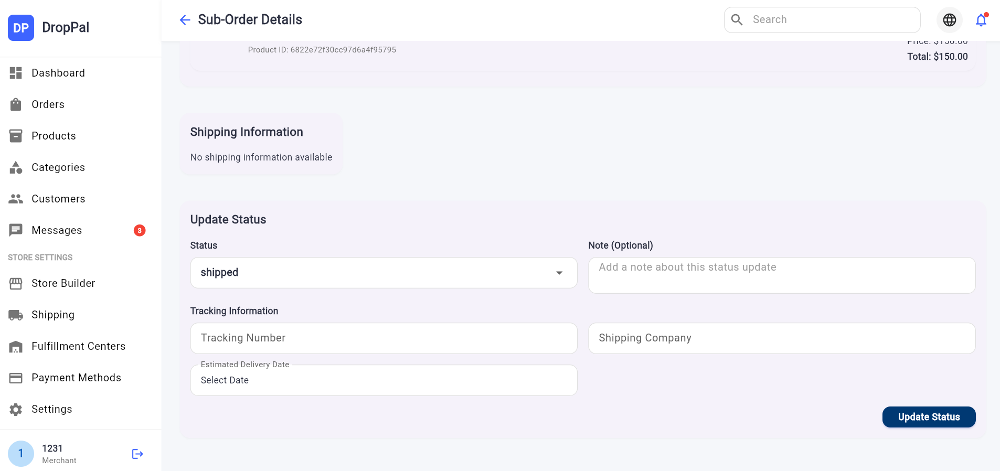 DP DropPal
Sub-Order Details
Search
Price: $150.00
Product ID: 6822e72f30cc97d6a4f95795
Total: $150.00
Dashboard
Orders
Products
Categories
Customers
Messages 3
STORE SETTINGS
Store Builder
Shipping
Fulfillment Centers
Payment Methods
Settings
1 1231
Merchant
Shipping Information
No shipping information available
Update Status
Status
Note (Optional)
shipped
Add a note about this status update
Tracking Information
Tracking Number
Shipping Company
Estimated Delivery Date
Select Date
Update Status